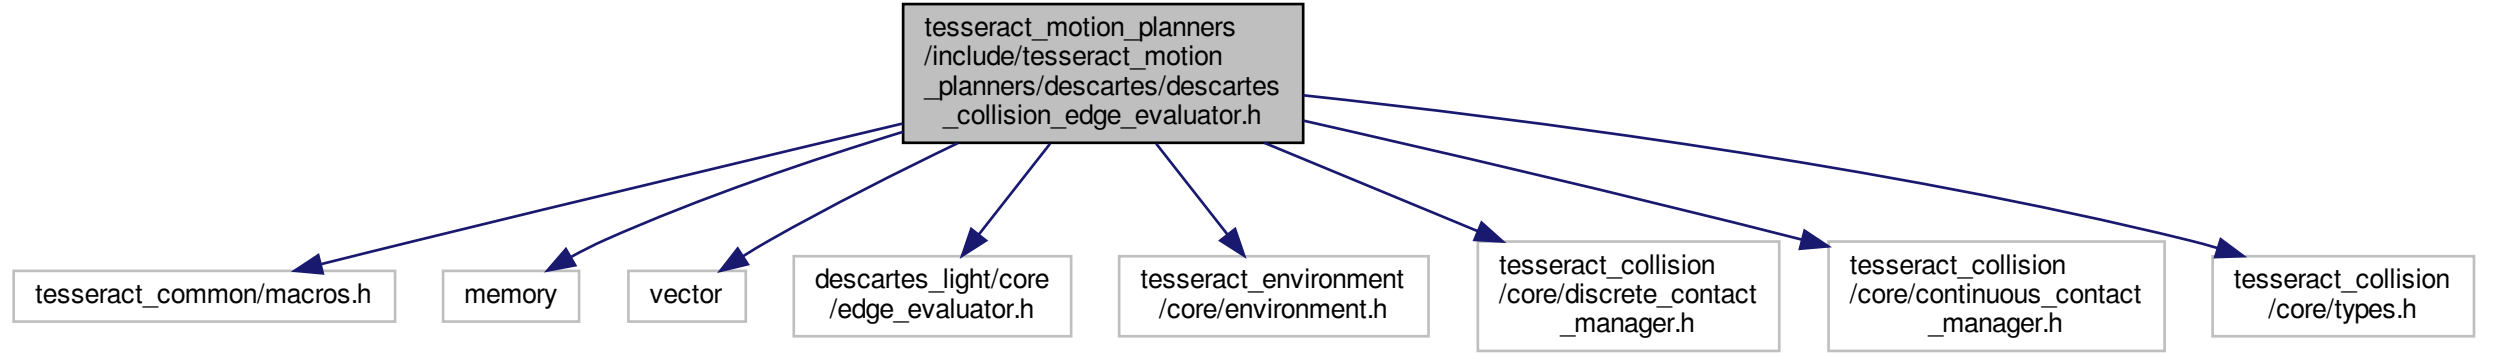 tesseract_motion_planners
/include/tesseract_motion
_planners/descartes/descartes
_collision_edge_evaluator.h
tesseract_common/macros.h
memory
vector
descartes_light/core
/edge_evaluator.h
tesseract_environment
/core/environment.h
tesseract_collision
/core/discrete_contact
_manager.h
tesseract_collision
/core/continuous_contact
_manager.h
tesseract_collision
/core/types.h